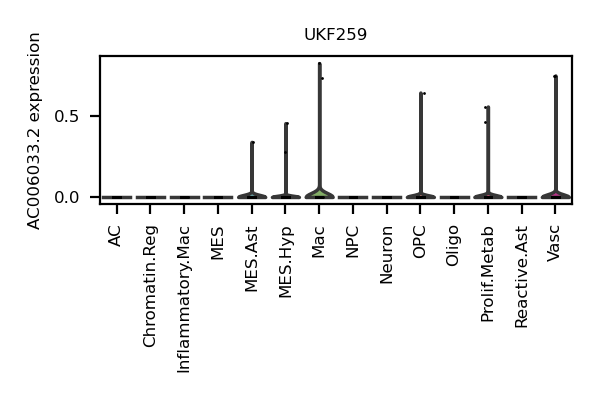 UKF259
AC006033.2 expression
0.5
0.0
AC
Chromatin.Reg
Inflammatory.Mac
MES
MES.Ast
MES.Hyp
Mac
NPC
Neuron
OPC
Oligo
Prolif.Metab
Reactive.Ast
Vasc